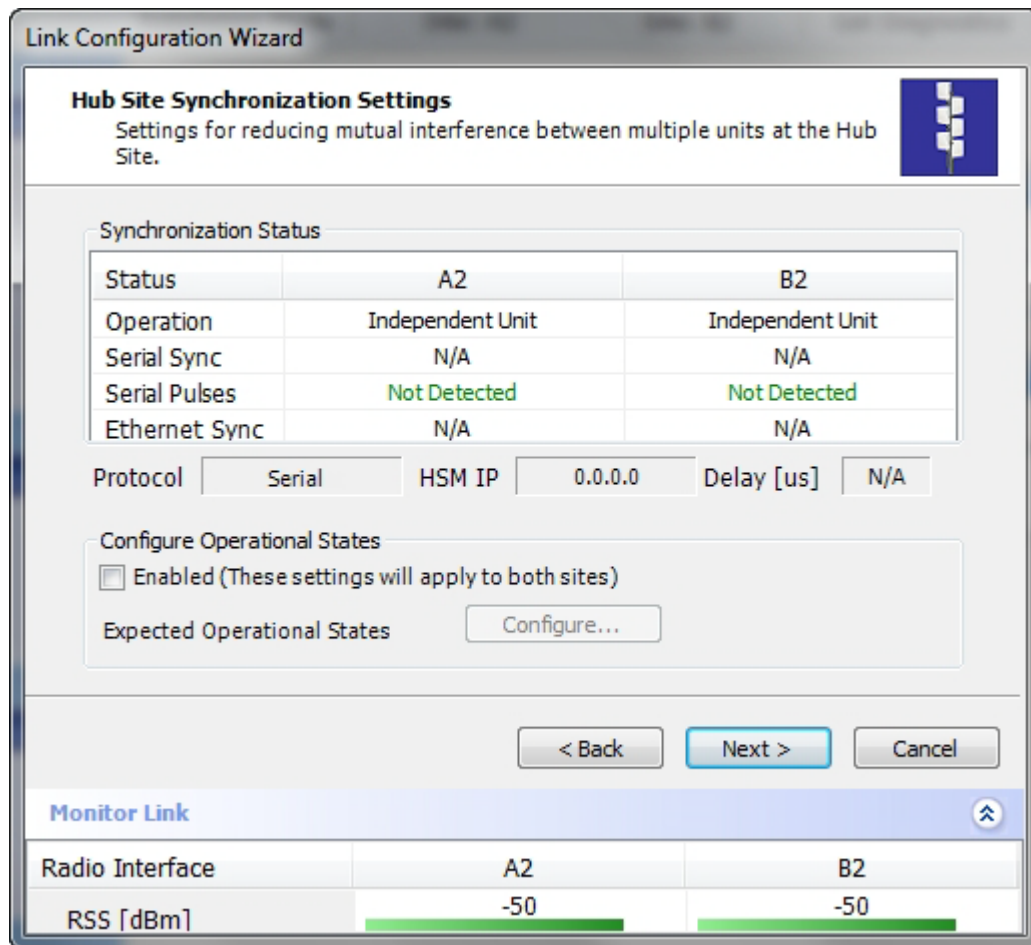 Link Configuration Wizard
Hub Site Synchronization Settings
Settings for reducing mutual interference between multiple units at the Hub
Site.
Synchronization Status
Status A2 B2
Operation Independent Unit Independent Unit
Serial Sync N/A N/A
Serial Pulses Not Detected Not Detected
Ethernet Sync N/A N/A
Protocol Serial HSM IP 0.0.0.0 Delay [us] N/A
Configure Operational States
Enabled (These settings will apply to both sites)
Expected Operational States Configure...
< Back Next > Cancel
Monitor Link
Radio Interface A2 B2
RSS [dBm] -50 -50